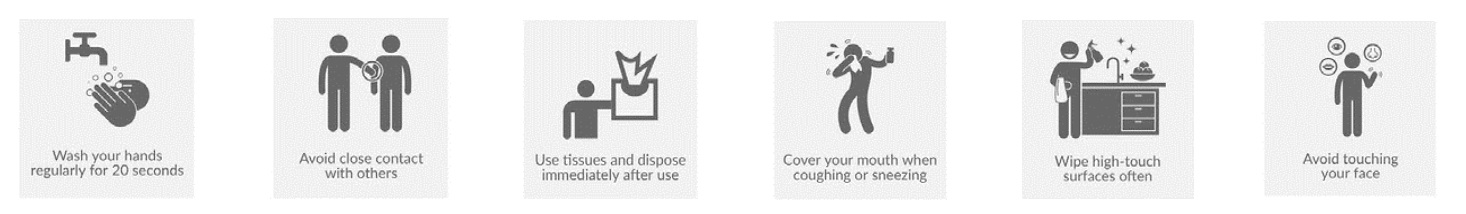 Wash your hands
regularly for 20 seconds
Avoid close contact
with others
Use tissues and dispose
immediately after use
Cover your mouth when
coughing or sneezing
Wipe high-touch
surfaces often
Avoid touching
your face